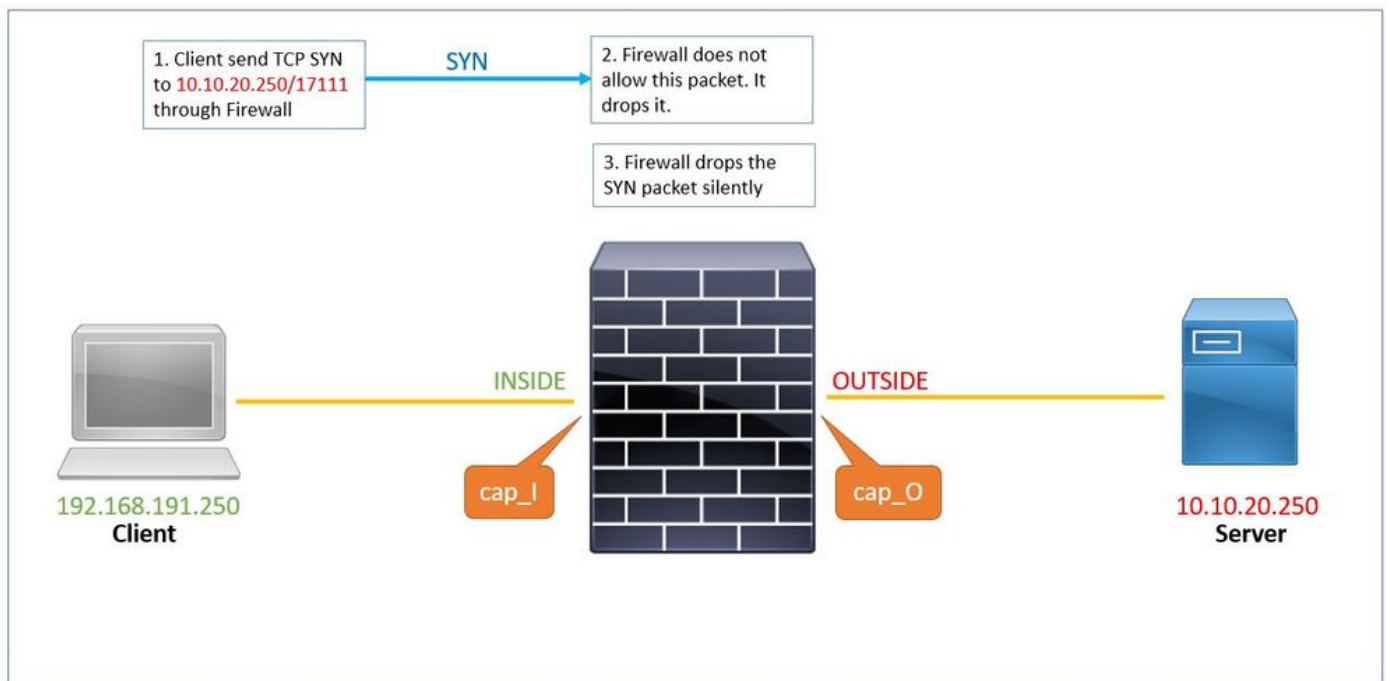 1. Client send TCP SYN
to 10.10.20.250/17111
through Firewall
SYN
2. Firewall does not
allow this packet. It
drops it.
3. Firewall drops the
SYN packet silently
INSIDE
OUTSIDE
cap_I
cap_O
192.168.191.250
Client
10.10.20.250
Server